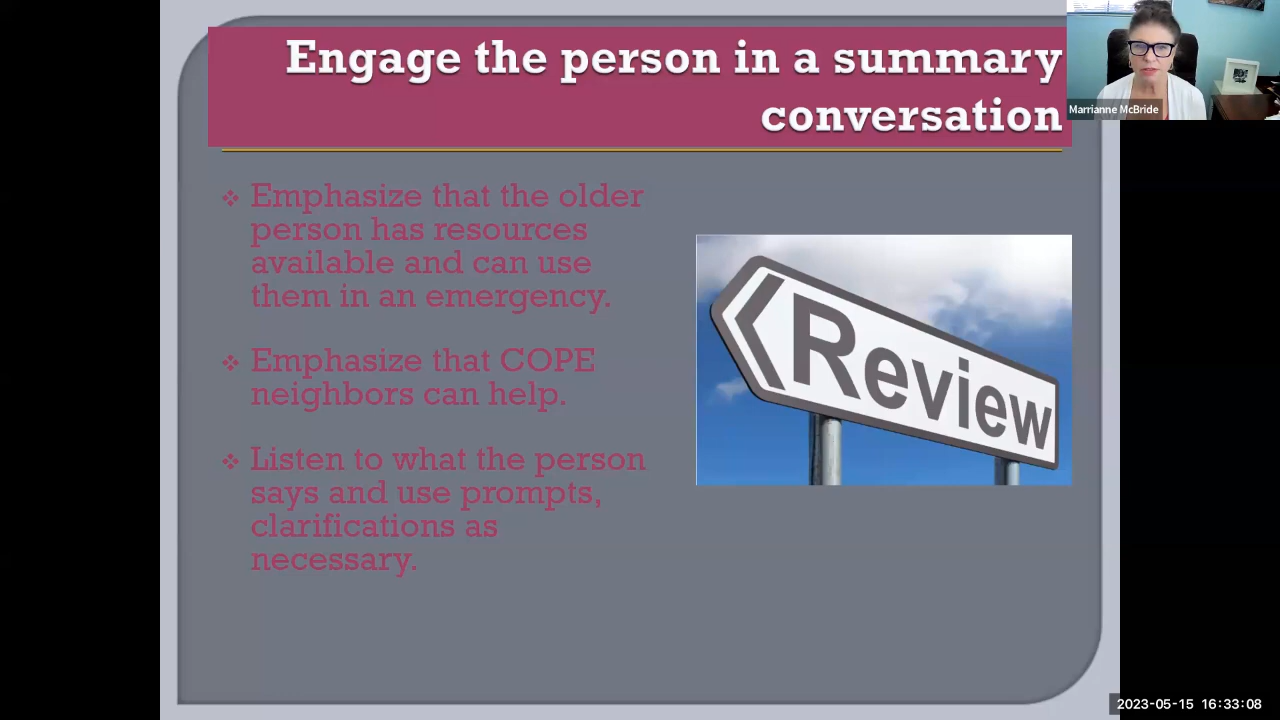 Engage the person in a summary
conversation
Marrianne McBride
❖ Emphasize that the older
person has resources
available and can use
them in an emergency.
❖ Emphasize that COPE
neighbors can help.
❖ Listen to what the person
says and use prompts,
clarifications as
necessary.
Review
2023-05-15 16:33:08